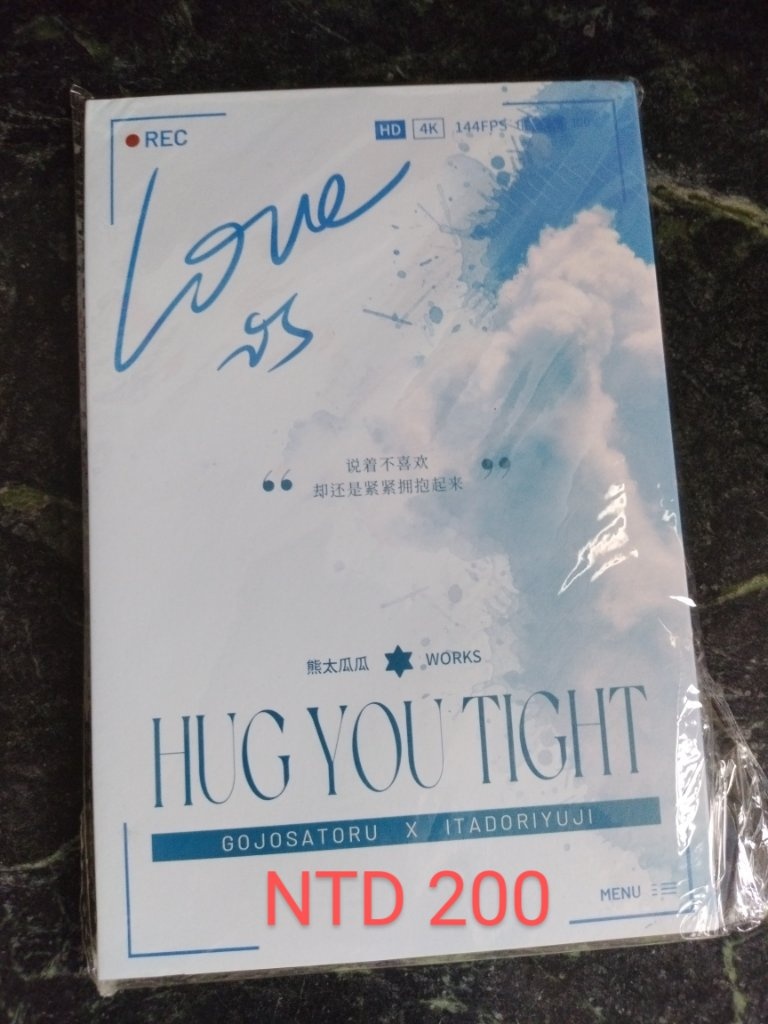 REC
HD 4K 144FPS
Love
说着不喜欢
却还是紧紧拥抱起来
熊太瓜瓜 WORKS
HUG YOU TIGHT
GOJOSATORU X ITADORIYUJI
NTD 200
MENU